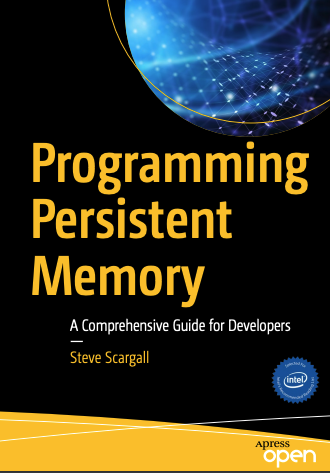 Programming
Persistent
Memory
A Comprehensive Guide for Developers
Steve Scargall
intel
Apress
open